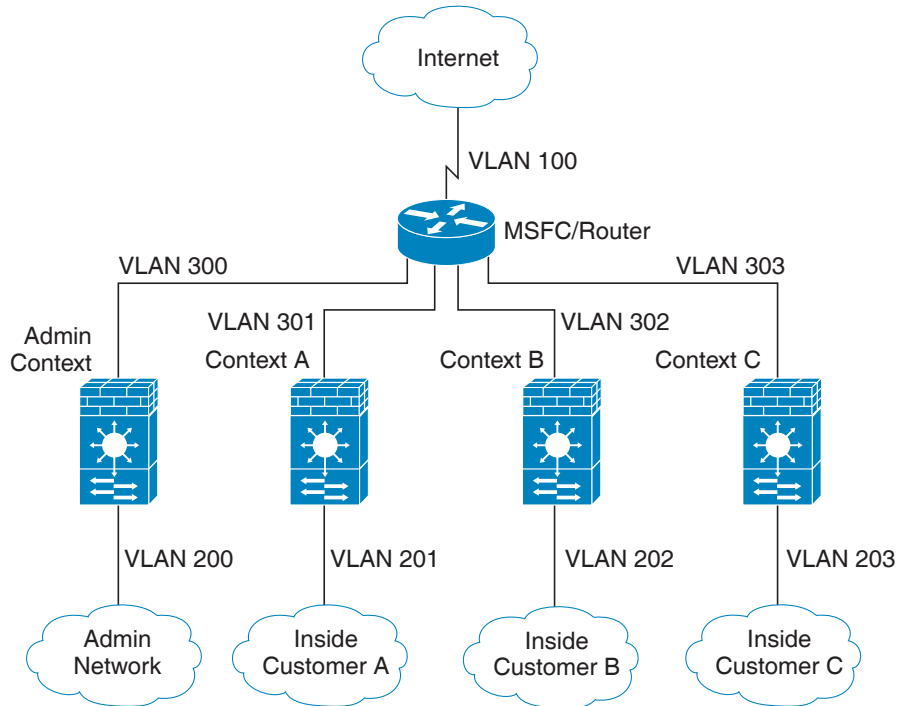 Internet
VLAN 100
MSFC/Router
VLAN 300
VLAN 303
VLAN 301
VLAN 302
Admin
Context
Context A
Context B
Context C
VLAN 200
VLAN 201
VLAN 202
VLAN 203
Admin
Network
Inside
Customer A
Inside
Customer B
Inside
Customer C